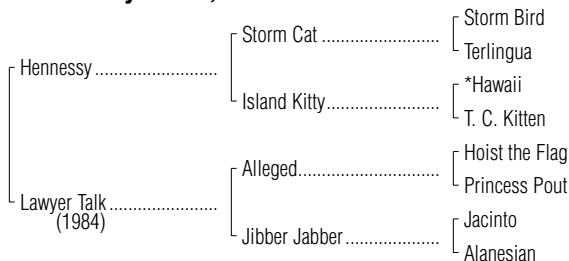 Storm Bird
Storm Cat
Terlingua
Hennessy
*Hawaii
Island Kitty
T. C. Kitten
Hoist the Flag
Alleged
Princess Pout
Lawyer Talk
(1984)
Jacinto
Jibber Jabber
Alanesian